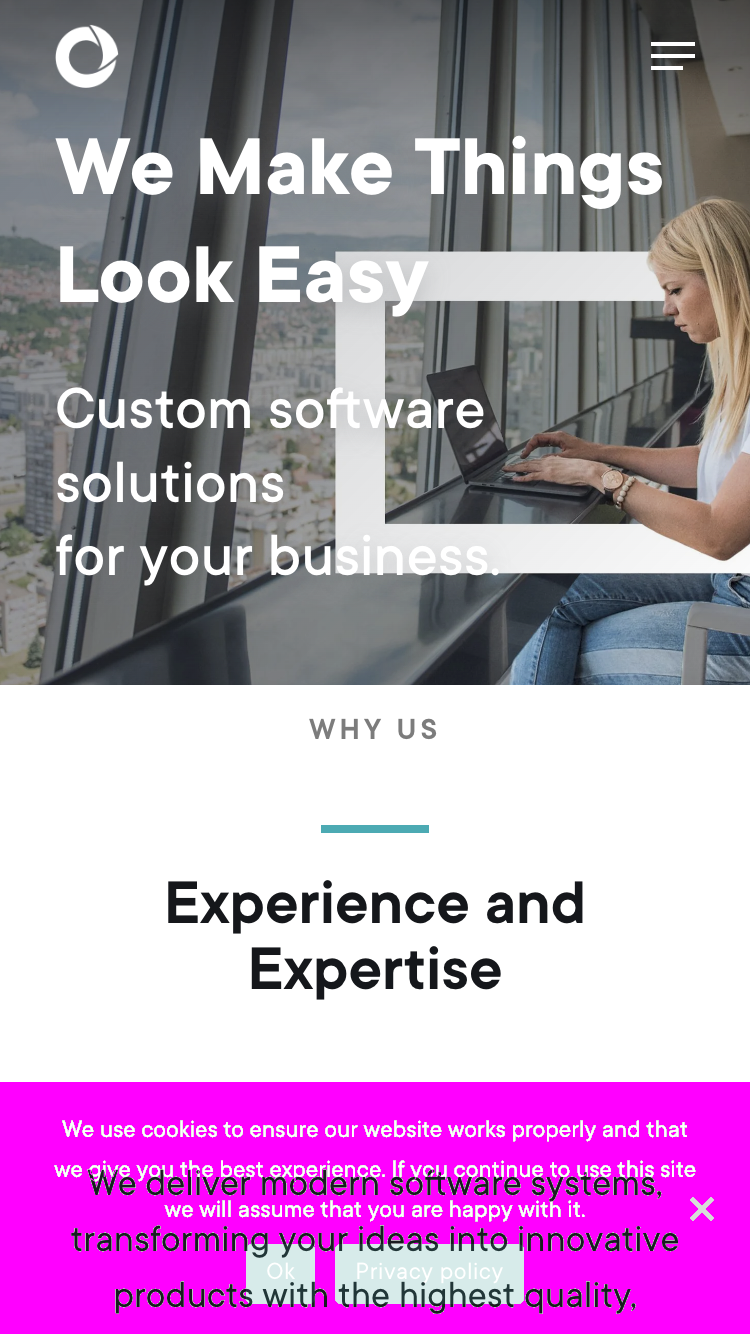 We Make Things
Look Easy
Custom software
solutions
for your business.
WHY US
Experience and
Expertise
We use cookies to ensure our website works properly and that
we give you the best experience. If you continue to use this site
we will assume that you are happy with it.
Ok
Privacy policy
We deliver modern software systems,
transforming your ideas into innovative
products with the highest quality,